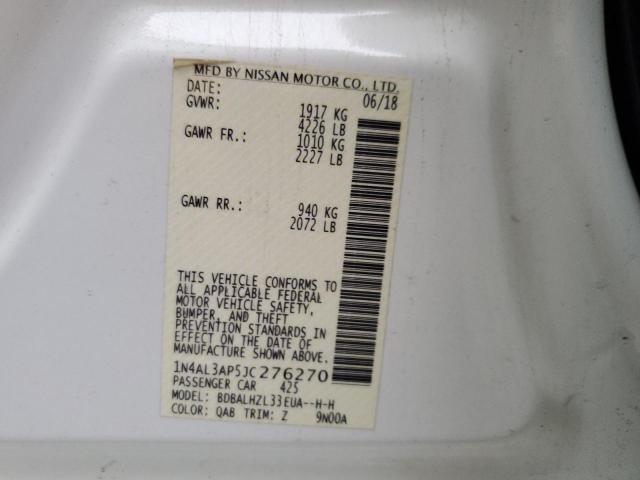 MFD BY NISSAN MOTOR CO., LTD.
DATE: 06/18
GVWR: 1917 KG
4226 LB
GAWR FR.: 1010 KG
2227 LB
GAWR RR.: 940 KG
2072 LB
THIS VEHICLE CONFORMS TO
ALL APPLICABLE FEDERAL
MOTOR VEHICLE SAFETY,
BUMPER, AND THEFT
PREVENTION STANDARDS IN
EFFECT ON THE DATE OF
MANUFACTURE SHOWN ABOVE.
1N4AL3AP5JC276270
PASSENGER CAR 425
MODEL: BDBALHZL33EUA--H-H
COLOR: QAB TRIM: Z 9N00A